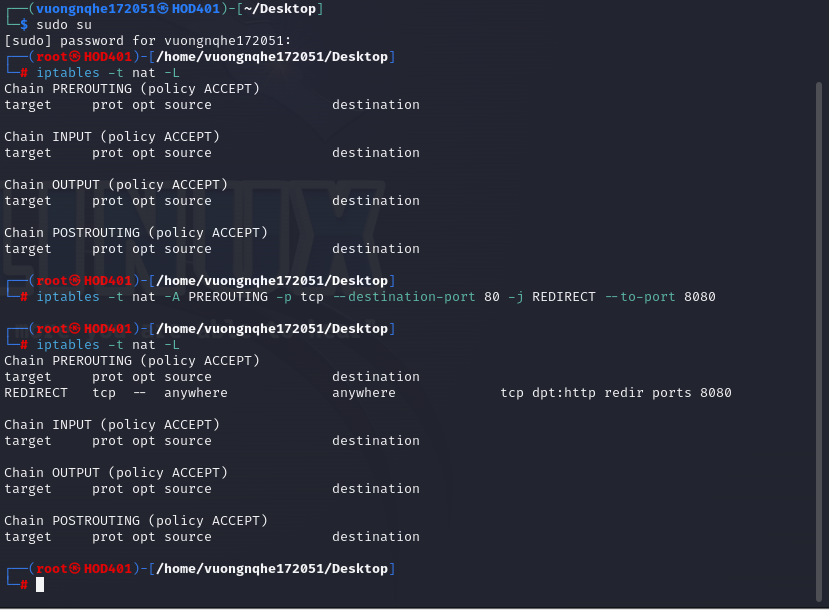 ┌──(vuongnqhe172051㉿HOD401)-[~/Desktop]
└─$ sudo su
[sudo] password for vuongnqhe172051:
┌──(root㉿HOD401)-[/home/vuongnqhe172051/Desktop]
└─# iptables -t nat -L
Chain PREROUTING (policy ACCEPT)
target     prot opt source               destination
Chain INPUT (policy ACCEPT)
target     prot opt source               destination
Chain OUTPUT (policy ACCEPT)
target     prot opt source               destination
Chain POSTROUTING (policy ACCEPT)
target     prot opt source               destination
┌──(root㉿HOD401)-[/home/vuongnqhe172051/Desktop]
└─# iptables -t nat -A PREROUTING -p tcp --destination-port 80 -j REDIRECT --to-port 8080
┌──(root㉿HOD401)-[/home/vuongnqhe172051/Desktop]
└─# iptables -t nat -L
Chain PREROUTING (policy ACCEPT)
target     prot opt source               destination
REDIRECT   tcp  --  anywhere             anywhere             tcp dpt:http redir ports 8080
Chain INPUT (policy ACCEPT)
target     prot opt source               destination
Chain OUTPUT (policy ACCEPT)
target     prot opt source               destination
Chain POSTROUTING (policy ACCEPT)
target     prot opt source               destination
┌──(root㉿HOD401)-[/home/vuongnqhe172051/Desktop]
└─#